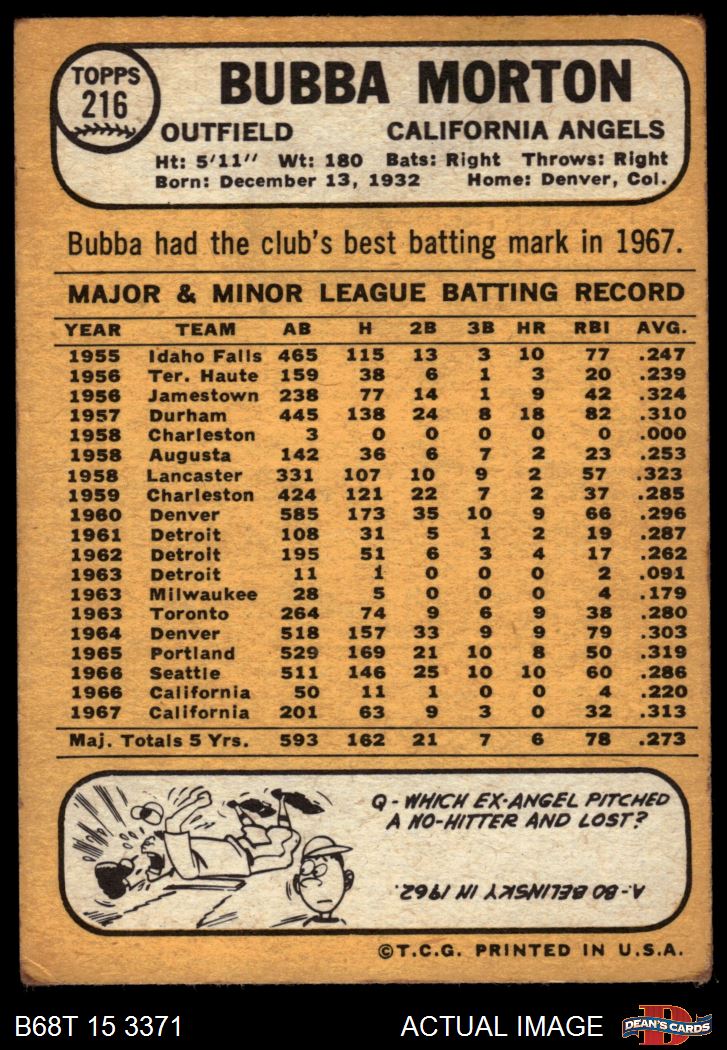 TOPPS
216
BUBBA MORTON
OUTFIELD CALIFORNIA ANGELS
Ht: 5'11" Wt: 180 Bats: Right Throws: Right
Born: December 13, 1932 Home: Denver, Col.
Bubba had the club's best batting mark in 1967.
MAJOR & MINOR LEAGUE BATTING RECORD
YEAR TEAM AB H 2B 3B HR RBI AVG.
1955 Idaho Falls 465 115 13 3 10 77 .247
1956 Ter. Haute 159 38 6 1 3 20 .239
1956 Jamestown 238 77 14 1 9 42 .324
1957 Durham 445 138 24 8 18 82 .310
1958 Charleston 3 0 0 0 0 0 .000
1958 Augusta 142 36 6 7 2 23 .253
1958 Lancaster 331 107 10 9 2 57 .323
1959 Charleston 424 121 22 7 2 37 .285
1960 Denver 585 173 35 10 9 66 .296
1961 Detroit 108 31 5 1 2 19 .287
1962 Detroit 195 51 6 3 4 17 .262
1963 Detroit 11 1 0 0 0 2 .091
1963 Milwaukee 28 5 0 0 0 4 .179
1963 Toronto 264 74 9 6 9 38 .280
1964 Denver 518 157 33 9 9 79 .303
1965 Portland 529 169 21 10 8 50 .319
1966 Seattle 511 146 25 10 10 60 .286
1966 California 50 11 1 0 0 4 .220
1967 California 201 63 9 3 0 32 .313
Maj. Totals 5 Yrs. 593 162 21 7 6 78 .273
Q-WHICH EX-ANGEL PITCHED
A NO-HITTER AND LOST?
A-BO BELINSKY IN 1962.
©T.C.G. PRINTED IN U.S.A.
B68T 15 3371 ACTUAL IMAGE
D
DEAN'S CARDS